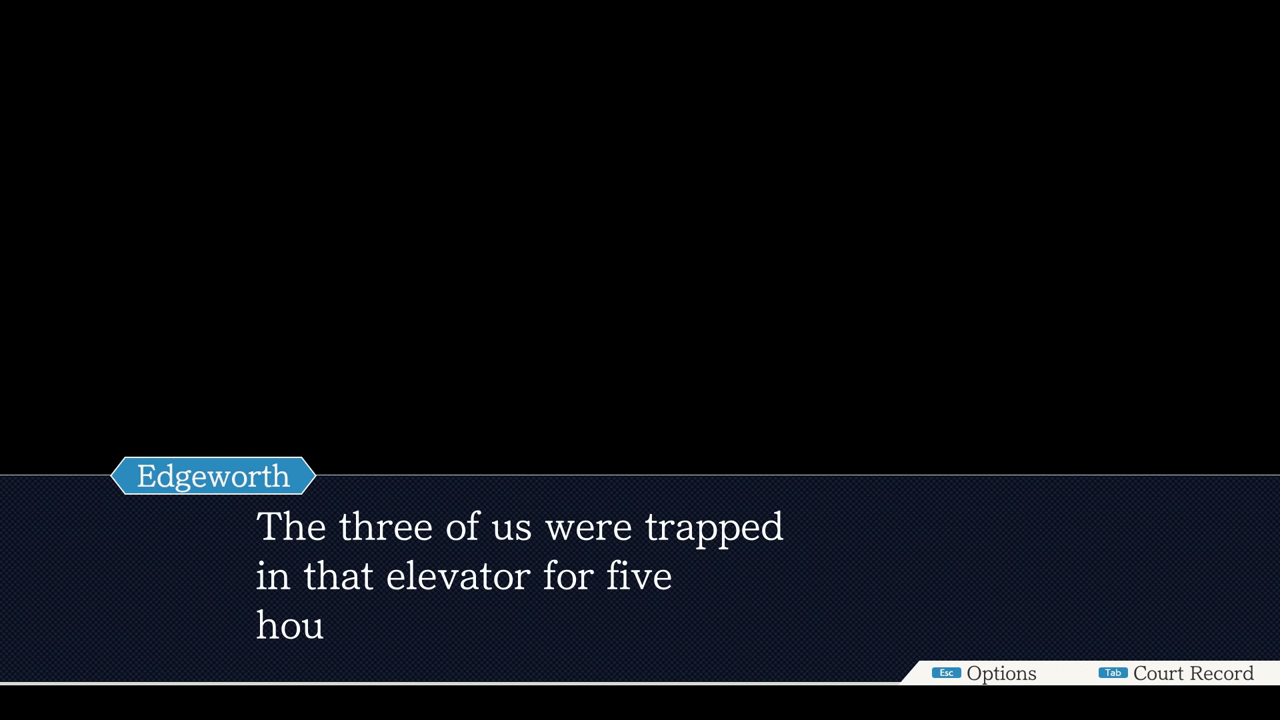 Edgeworth
The three of us were trapped
in that elevator for five
hou
Esc Options Tab Court Record